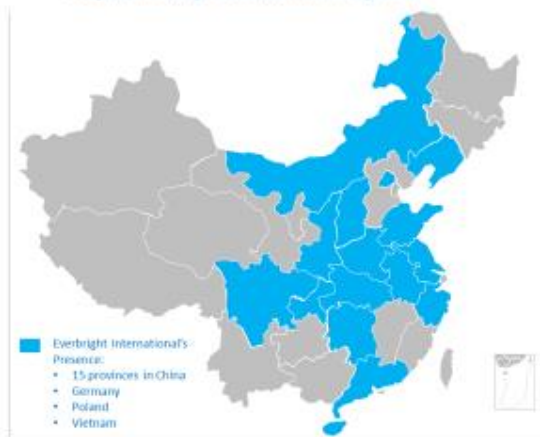 Everbright International's
Presence:
• 15 provinces in China
• Germany
• Poland
• Vietnam